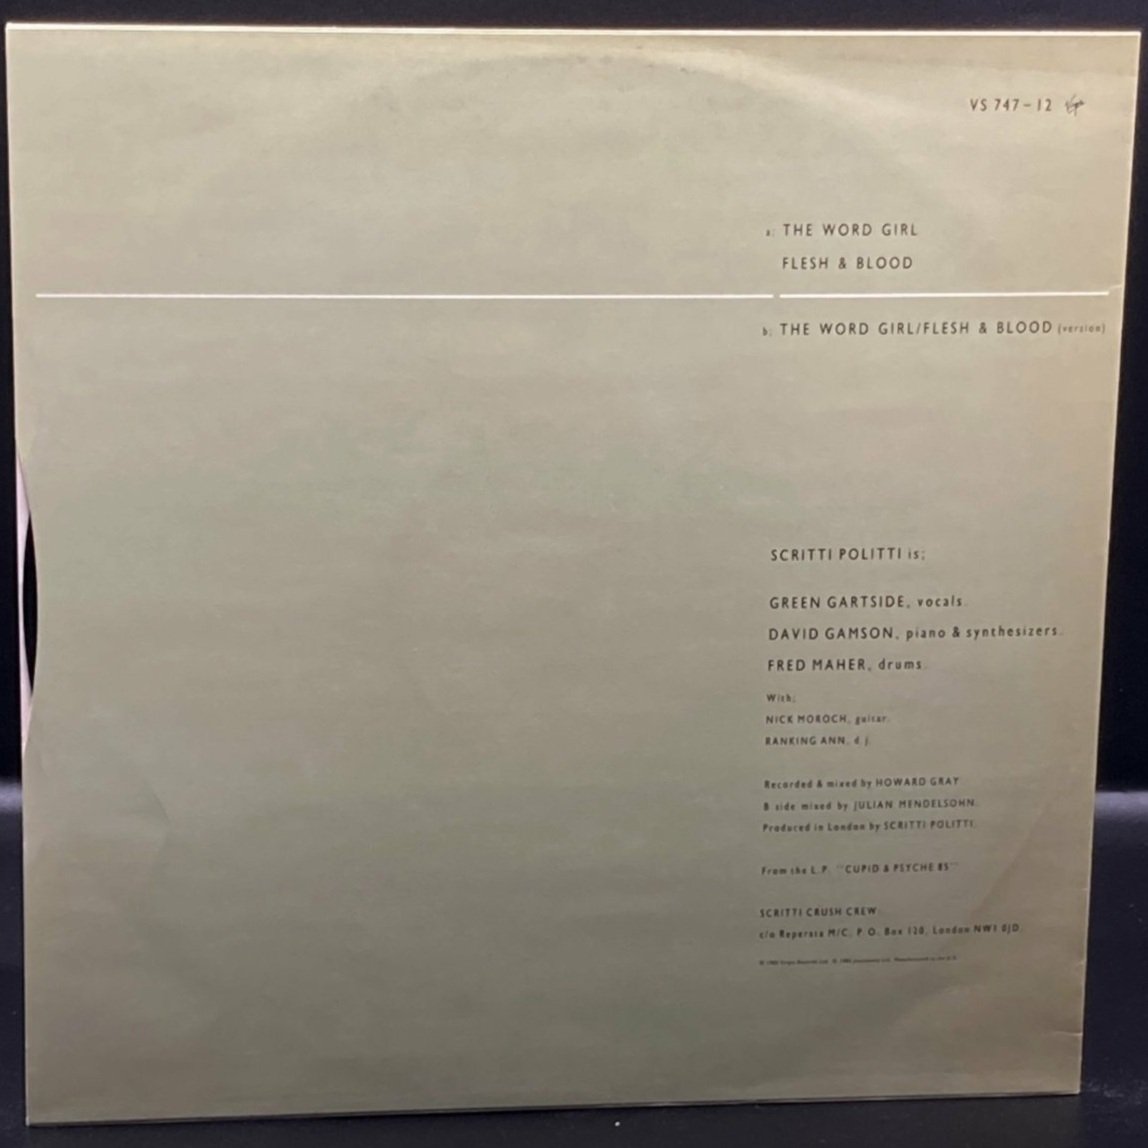 VS 747-12 Virgin
a; THE WORD GIRL
FLESH & BLOOD
b; THE WORD GIRL/FLESH & BLOOD (version)
SCRITTI POLITTI is;
GREEN GARTSIDE, vocals.
DAVID GAMSON, piano & synthesizers.
FRED MAHER, drums.
With;
NICK MOROCH, guitar.
RANKING ANN, d.j.
Recorded & mixed by HOWARD GRAY
B side mixed by JULIAN MENDELSOHN.
Produced in London by SCRITTI POLITTI.
From the L.P. "CUPID & PSYCHE 85"
SCRITTI CRUSH CREW
c/o Repersta M/C, P.O. Box 120, London NW1 0JD